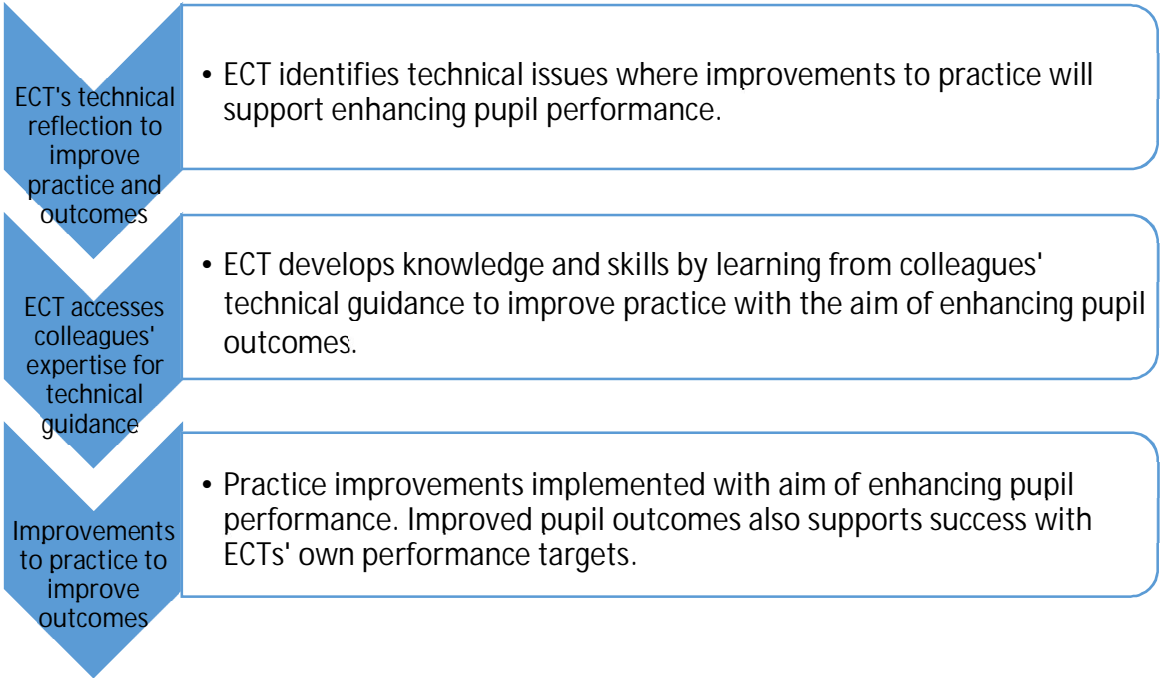 ECT's technical
reflection to
improve
practice and
outcomes
• ECT identifies technical issues where improvements to practice will
support enhancing pupil performance.
ECT accesses
colleagues'
expertise for
technical
guidance
• ECT develops knowledge and skills by learning from colleagues'
technical guidance to improve practice with the aim of enhancing pupil
outcomes.
Improvements
to practice to
improve
outcomes
• Practice improvements implemented with aim of enhancing pupil
performance. Improved pupil outcomes also supports success with
ECTs' own performance targets.